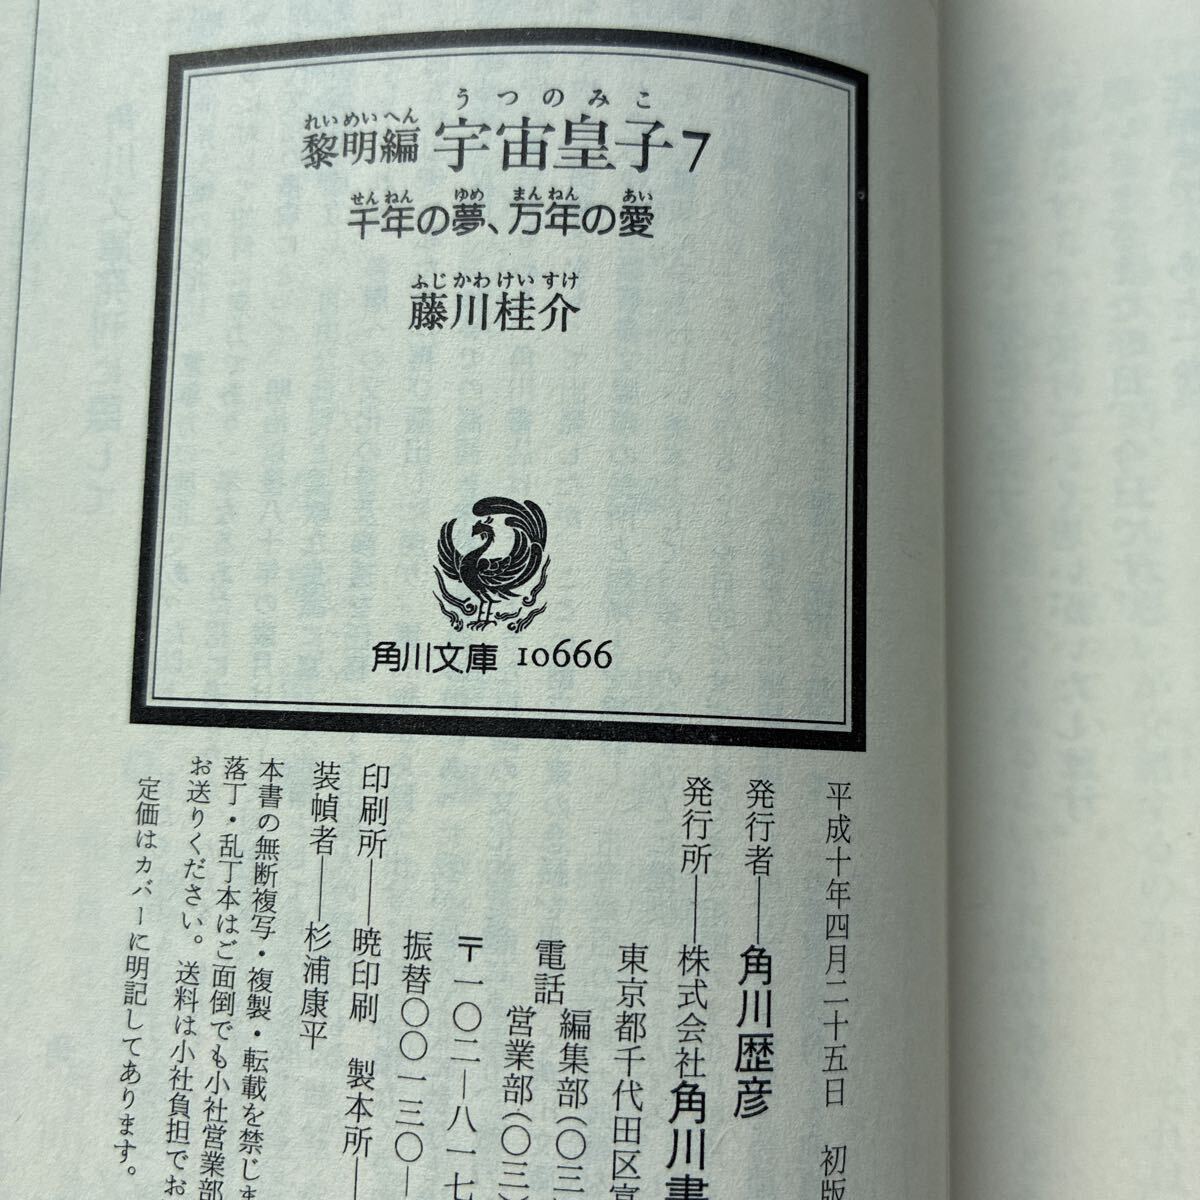 うつのみこ
れいめいへん
黎明編 宇宙皇子7
せんねん ゆめ まんねん あい
千年の夢、万年の愛
ふじかわけいすけ
藤川桂介
角川文庫 10666
平成十年四月二十五日 初版
発行者——角川歴彦
発行所——株式会社角川書
東京都千代田区富
電話 編集部(〇三
営業部(〇三)
〒一〇二―八一七
振替〇〇一三〇―
印刷所——暁印刷 製本所—
装幀者——杉浦康平
本書の無断複写・複製・転載を禁じま
落丁・乱丁本はご面倒でも小社営業部
お送りください。送料は小社負担でお
定価はカバーに明記してあります。